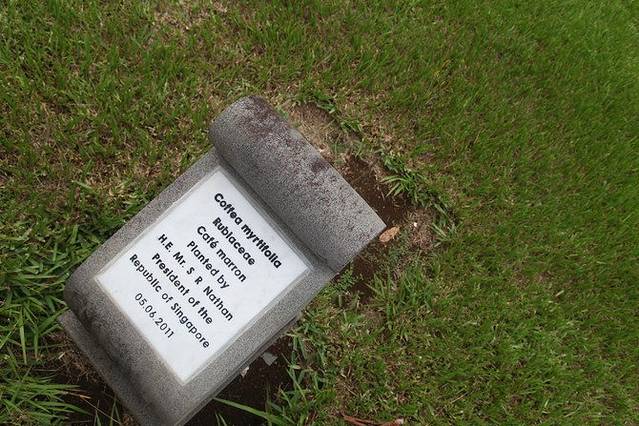 Coffea myrtifolia
Rubiaceae
Café marron
Planted by
H.E. Mr. S R Nathan
President of the
Republic of Singapore
05.06.2011